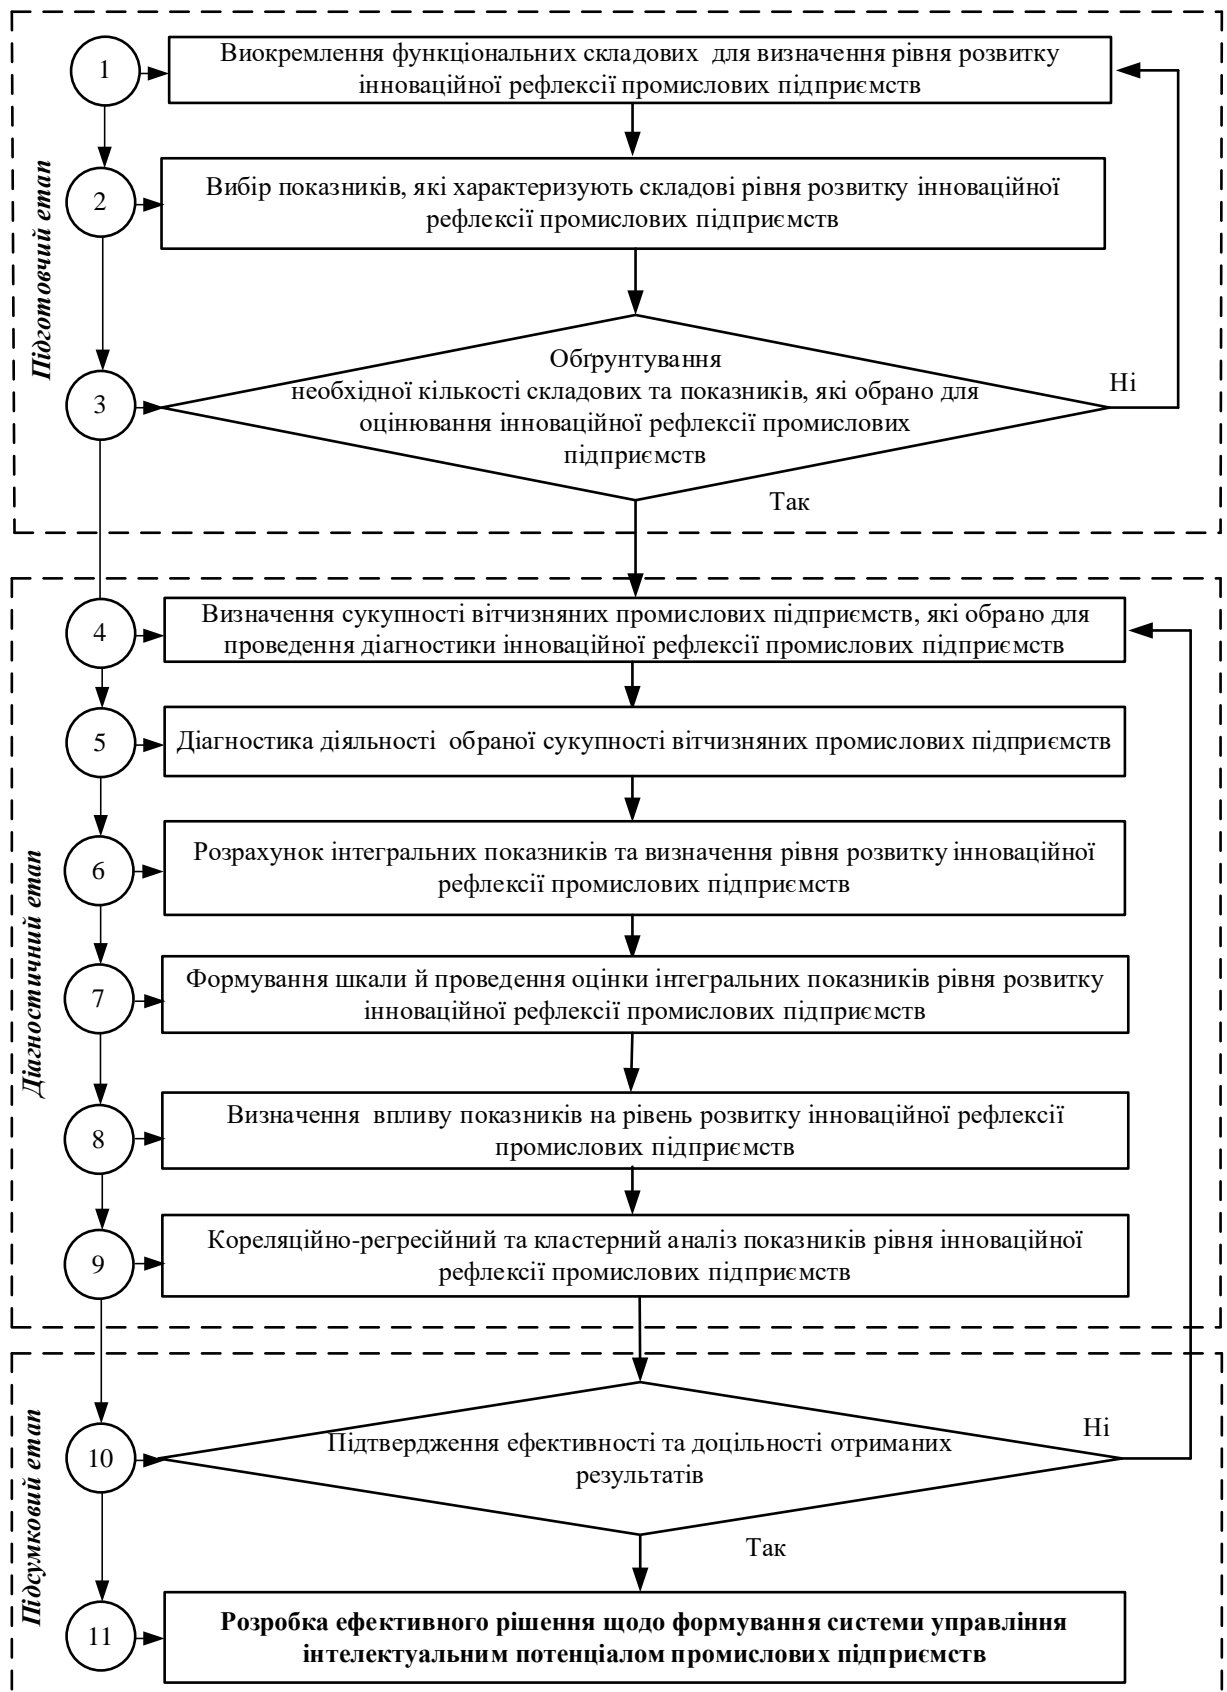 Підготовчий етап
1
Виокремлення функціональних складових для визначення рівня розвитку
інноваційної рефлексії промислових підприємств
2
Вибір показників, які характеризують складові рівня розвитку інноваційної
рефлексії промислових підприємств
3
Обґрунтування
необхідної кількості складових та показників, які обрано для
оцінювання інноваційної рефлексії промислових
підприємств
Ні
Так
Діагностичний етап
4
Визначення сукупності вітчизняних промислових підприємств, які обрано для
проведення діагностики інноваційної рефлексії промислових підприємств
5
Діагностика діяльності обраної сукупності вітчизняних промислових підприємств
6
Розрахунок інтегральних показників та визначення рівня розвитку інноваційної
рефлексії промислових підприємств
7
Формування шкали й проведення оцінки інтегральних показників рівня розвитку
інноваційної рефлексії промислових підприємств
8
Визначення впливу показників на рівень розвитку інноваційної рефлексії
промислових підприємств
9
Кореляційно-регресійний та кластерний аналіз показників рівня інноваційної
рефлексії промислових підприємств
Підсумковий етап
10
Підтвердження ефективності та доцільності отриманих
результатів
Ні
Так
11
Розробка ефективного рішення щодо формування системи управління
інтелектуальним потенціалом промислових підприємств